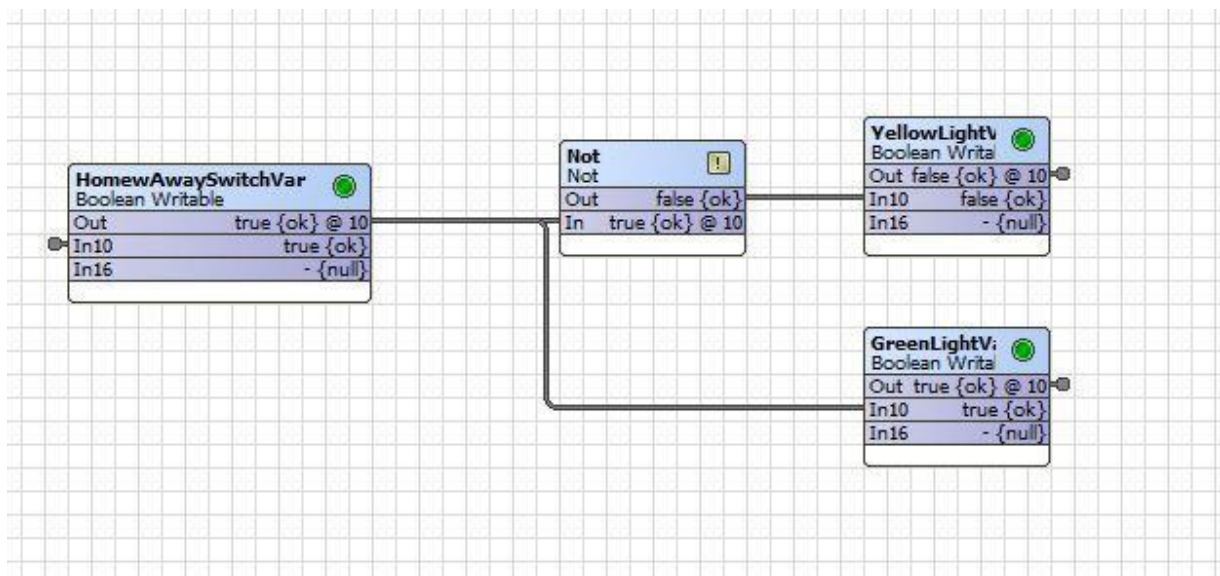 HomewAwaySwitchVar
Boolean Writable
Out true {ok} @ 10
In10 true {ok}
In16 - {null}
Not
Not
Out false {ok}
In true {ok} @ 10
YellowLightV
Boolean Writal
Out false {ok} @ 10
In10 false {ok}
In16 - {null}
GreenLightVa
Boolean Writal
Out true {ok} @ 10
In10 true {ok}
In16 - {null}